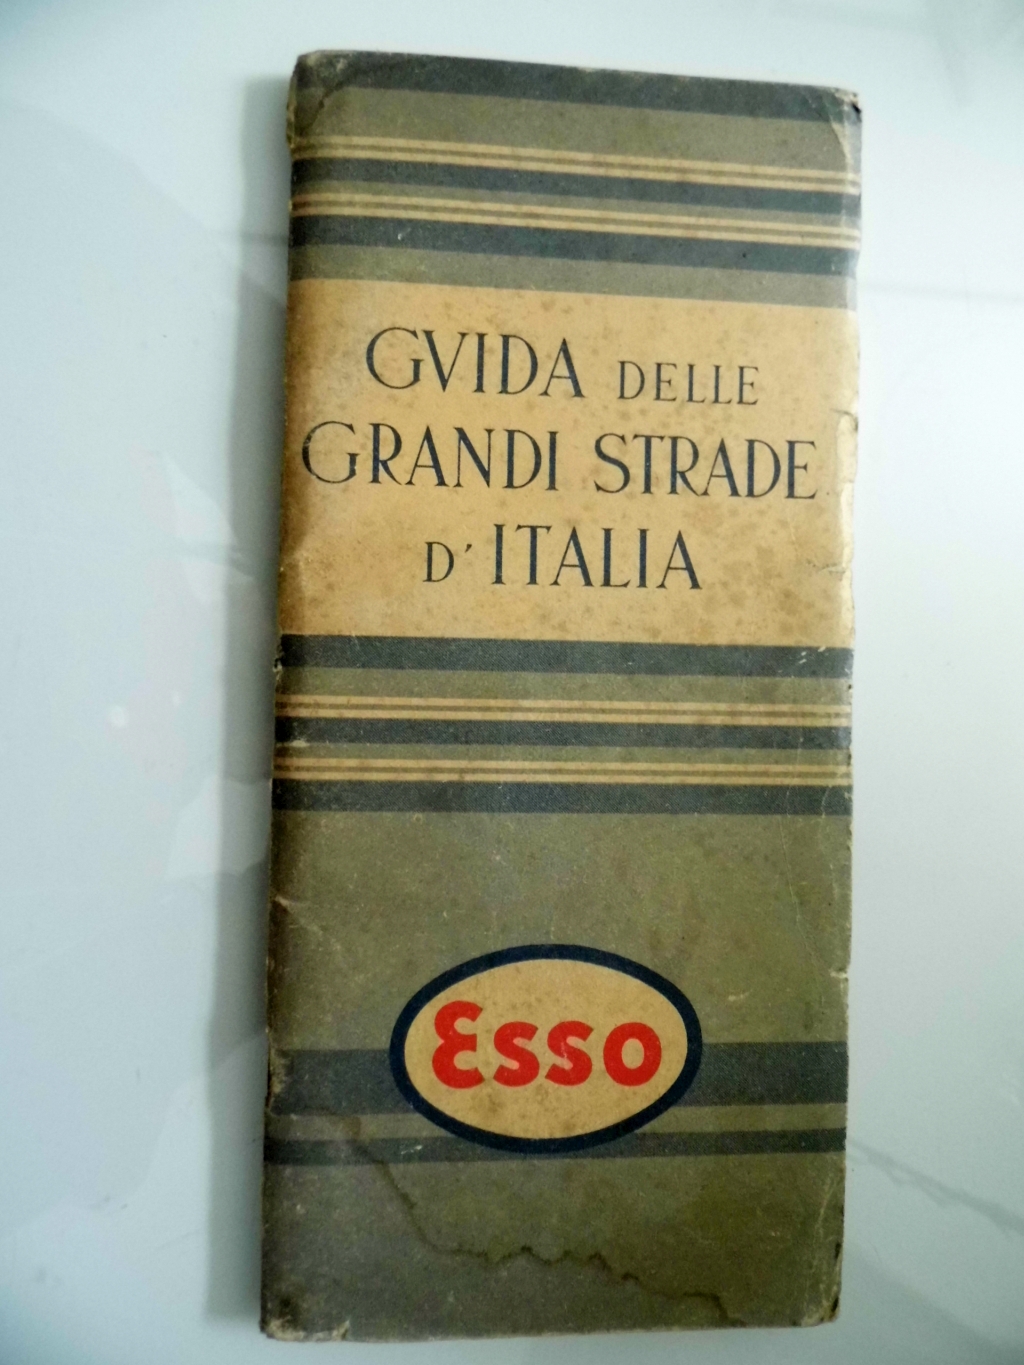 GVIDA DELLE
GRANDI STRADE
D'ITALIA
Esso